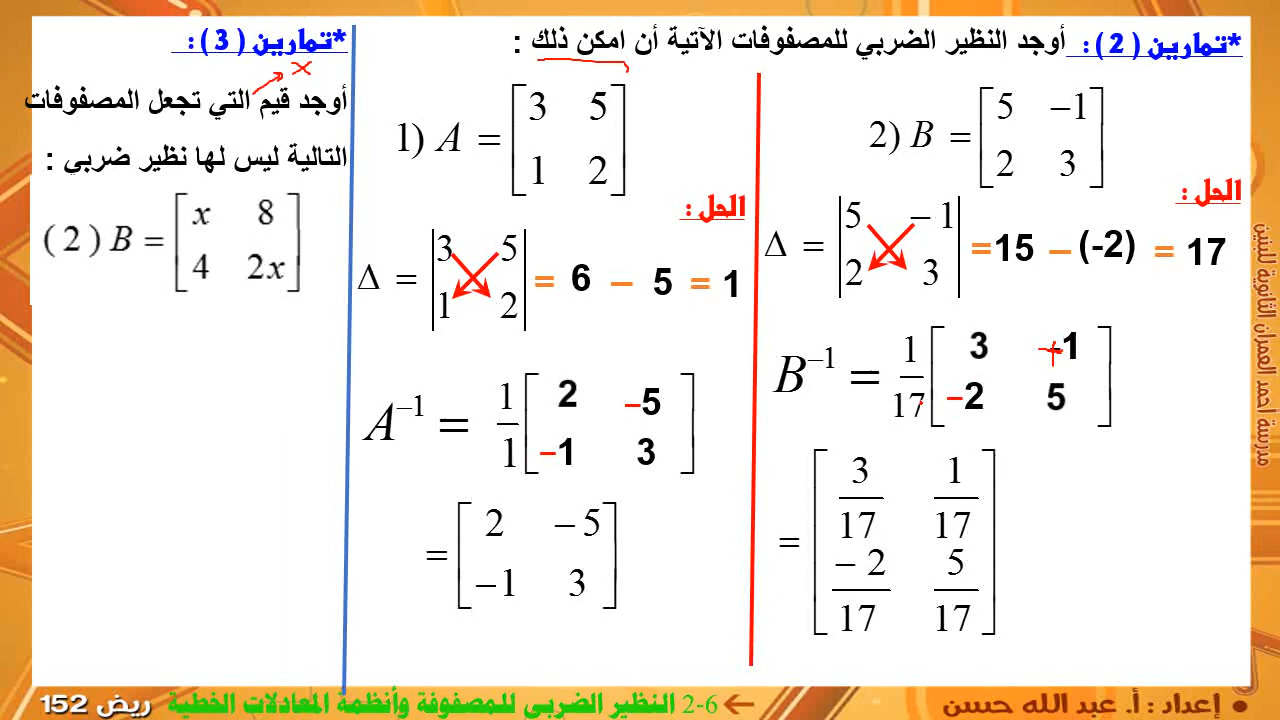 *تمارين ( 2 ) : أوجد النظير الضربي للمصفوفات الآتية أن امكن ذلك :
2) B = [5 −1
2 3]
الحل :
Δ = |5 − 1
2 3| = 15 − (-2) = 17
B⁻¹ = 1/17 [3 +1
−2 5]
= [3/17 1/17
− 2/17 5/17]
1) A = [3 5
1 2]
الحل :
Δ = |3 5
1 2| = 6 − 5 = 1
A⁻¹ = 1/1 [2 −5
−1 3]
= [2 − 5
−1 3]
*تمارين ( 3 ) :
x
أوجد قيم التي تجعل المصفوفات
التالية ليس لها نظير ضربي :
( 2 ) B = [x 8
4 2x]
مدرسة أحمد العمران الثانوية للبنين
إعداد : أ. عبد الله حسن
2-6 النظير الضربي للمصفوفة وأنظمة المعادلات الخطية
ريض 152